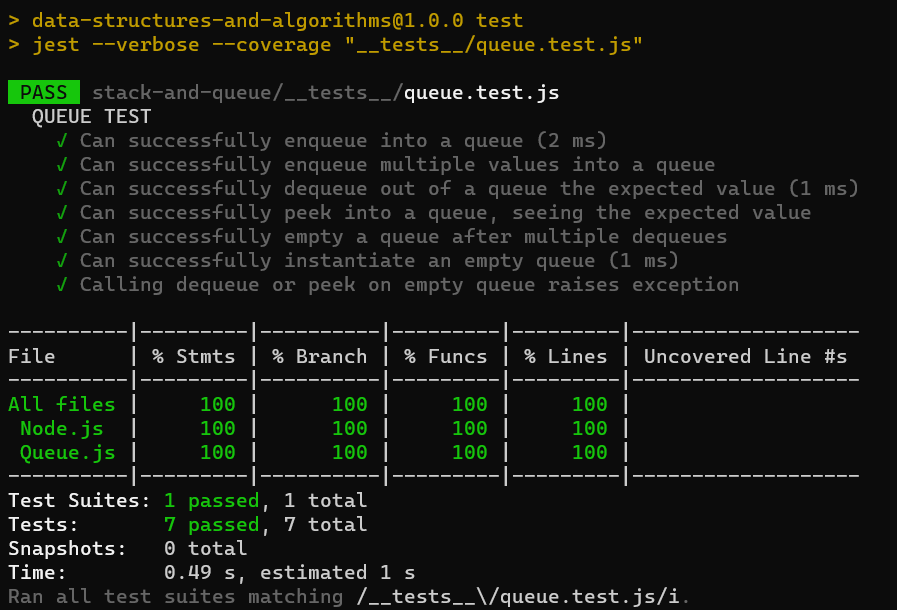 > data-structures-and-algorithms@1.0.0 test
> jest --verbose --coverage "__tests__/queue.test.js"
PASS stack-and-queue/__tests__/queue.test.js
QUEUE TEST
√ Can successfully enqueue into a queue (2 ms)
√ Can successfully enqueue multiple values into a queue
√ Can successfully dequeue out of a queue the expected value (1 ms)
√ Can successfully peek into a queue, seeing the expected value
√ Can successfully empty a queue after multiple dequeues
√ Can successfully instantiate an empty queue (1 ms)
√ Calling dequeue or peek on empty queue raises exception
----------|---------|----------|---------|---------|-------------------
File      | % Stmts | % Branch | % Funcs | % Lines | Uncovered Line #s
----------|---------|----------|---------|---------|-------------------
All files |     100 |      100 |     100 |     100 |
 Node.js  |     100 |      100 |     100 |     100 |
 Queue.js |     100 |      100 |     100 |     100 |
----------|---------|----------|---------|---------|-------------------
Test Suites: 1 passed, 1 total
Tests:       7 passed, 7 total
Snapshots:   0 total
Time:        0.49 s, estimated 1 s
Ran all test suites matching /__tests__\/queue.test.js/i.